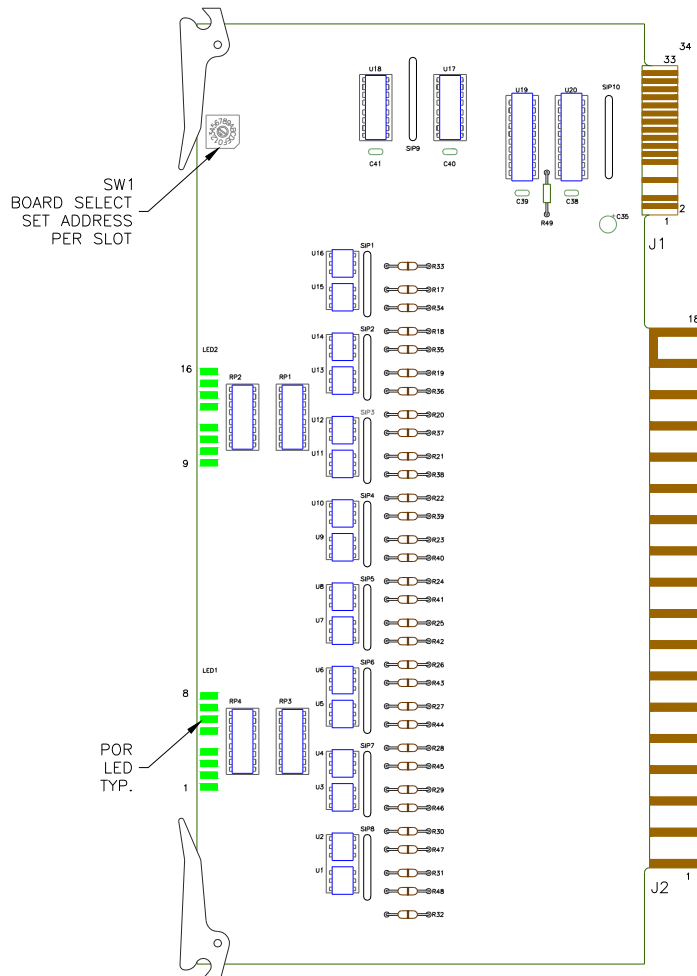 34
33
U18
U17
U19
U20
SIP10
SIP9
C41
C40
C39
C38
C35
R49
2
1
J1
SW1
BOARD SELECT
SET ADDRESS
PER SLOT
U16
SIP1
R33
U15
R17
R34
18
U14
SIP2
R18
R35
LED2
16
RP2
RP1
U13
R19
R36
U12
SIP3
R20
R37
U11
R21
9
R38
U10
SIP4
R22
R39
U9
R23
R40
U8
SIP5
R24
R41
U7
R25
R42
LED1
U6
SIP6
R26
R43
8
RP4
RP3
U5
R27
R44
POR
LED
TYP.
U4
SIP7
R28
R45
1
U3
R29
R46
U2
SIP8
R30
R47
U1
R31
R48
1
J2
R32